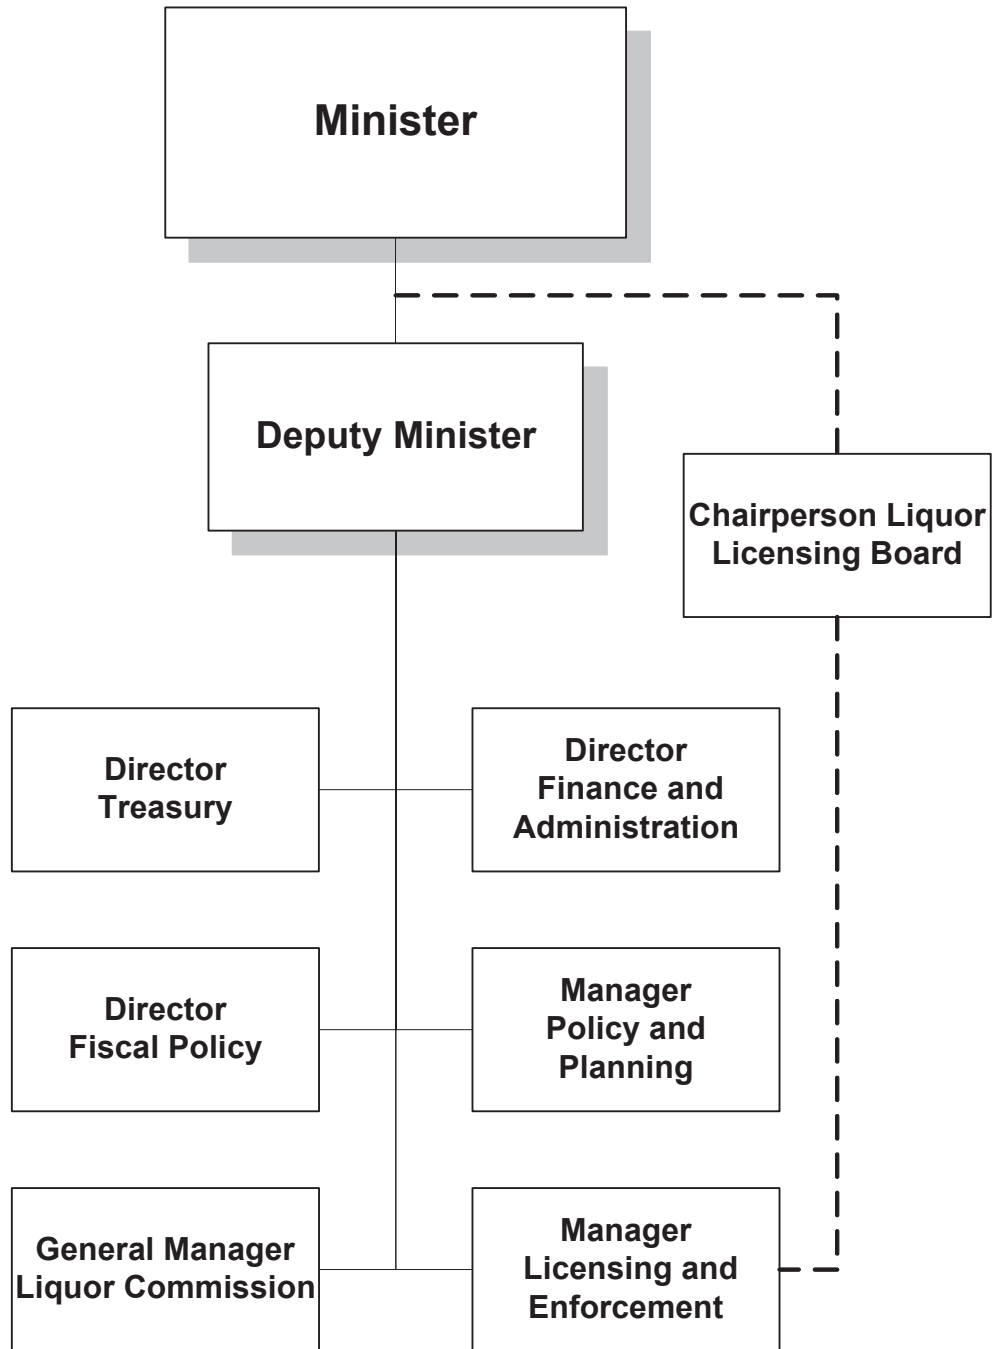 Minister
Deputy Minister
Chairperson Liquor
Licensing Board
Director
Treasury
Director
Finance and
Administration
Director
Fiscal Policy
Manager
Policy and
Planning
General Manager
Liquor Commission
Manager
Licensing and
Enforcement